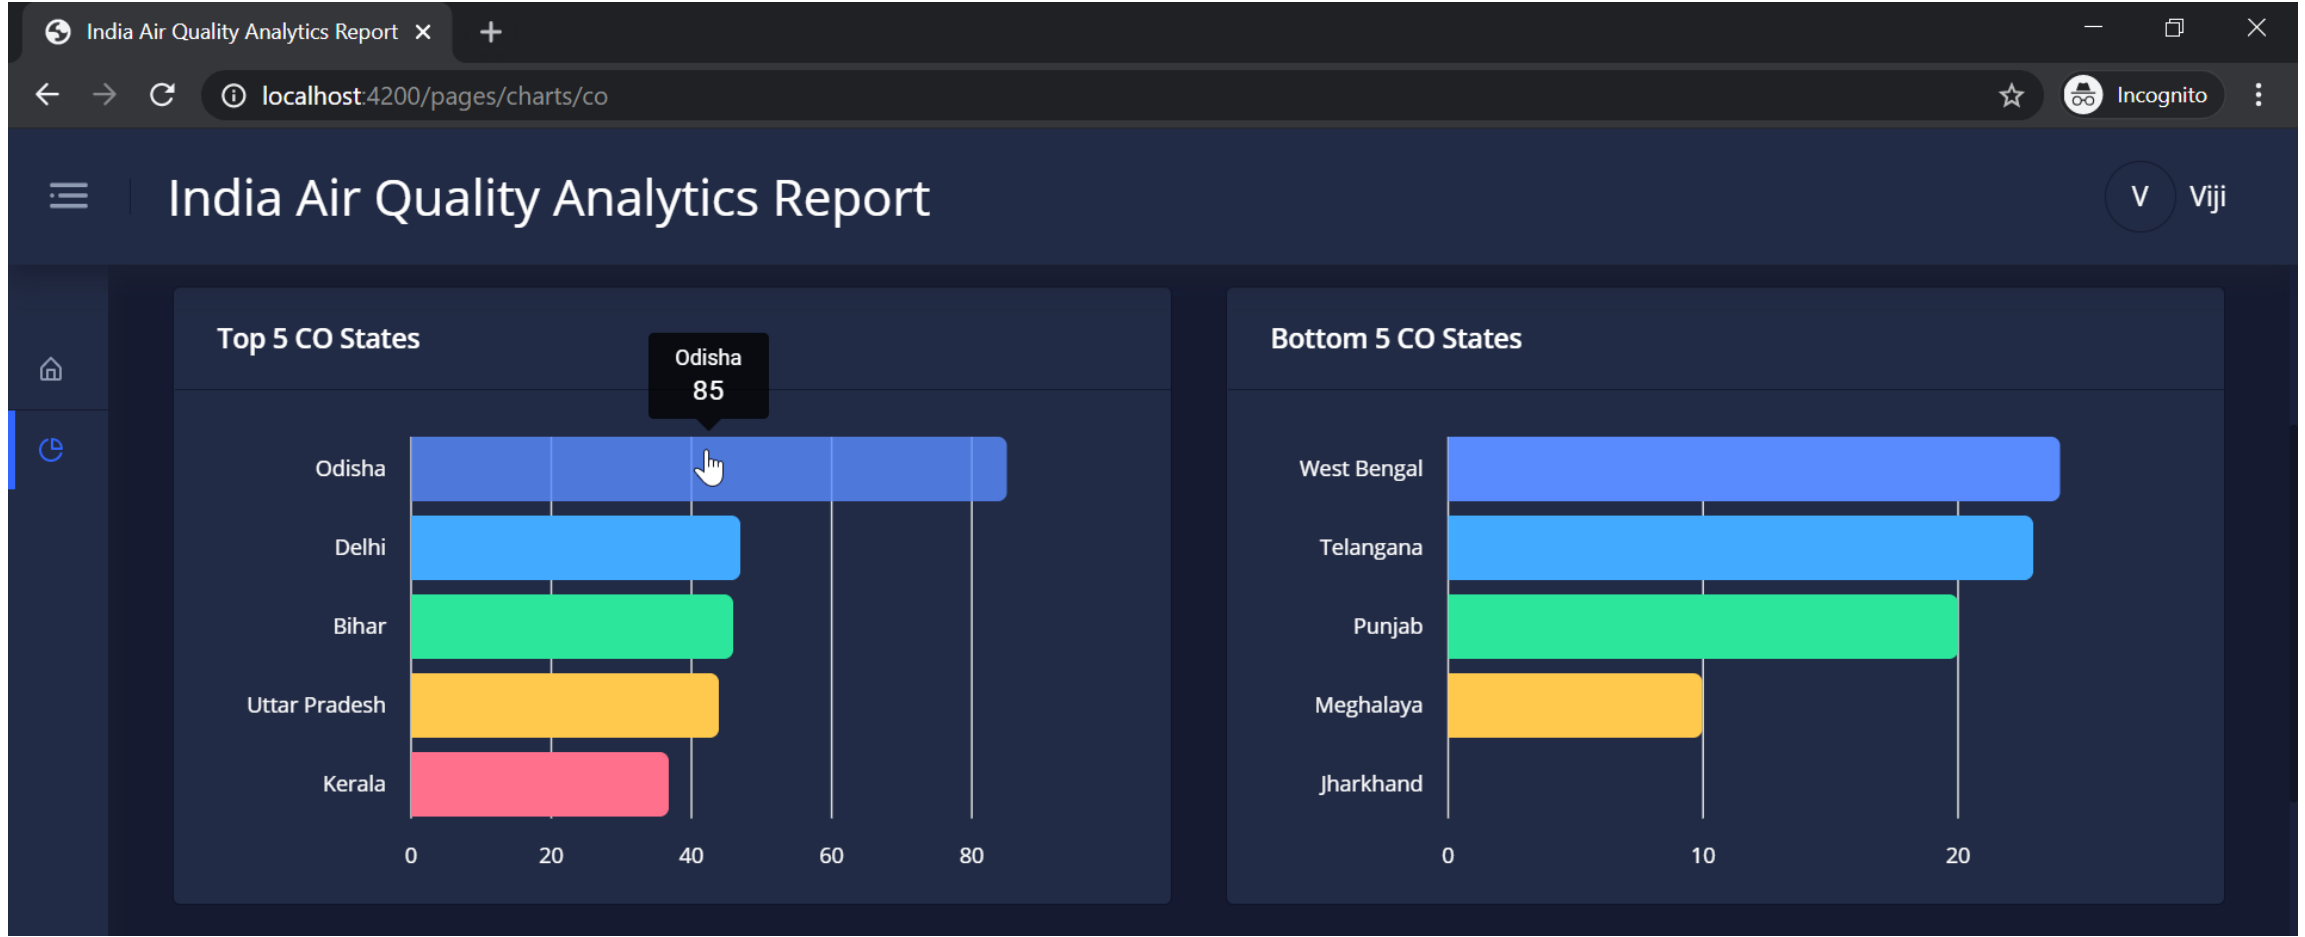 India Air Quality Analytics Report
localhost:4200/pages/charts/co
Incognito
India Air Quality Analytics Report
V Viji
Top 5 CO States
Odisha
85
Odisha
Delhi
Bihar
Uttar Pradesh
Kerala
0 20 40 60 80
Bottom 5 CO States
West Bengal
Telangana
Punjab
Meghalaya
Jharkhand
0 10 20